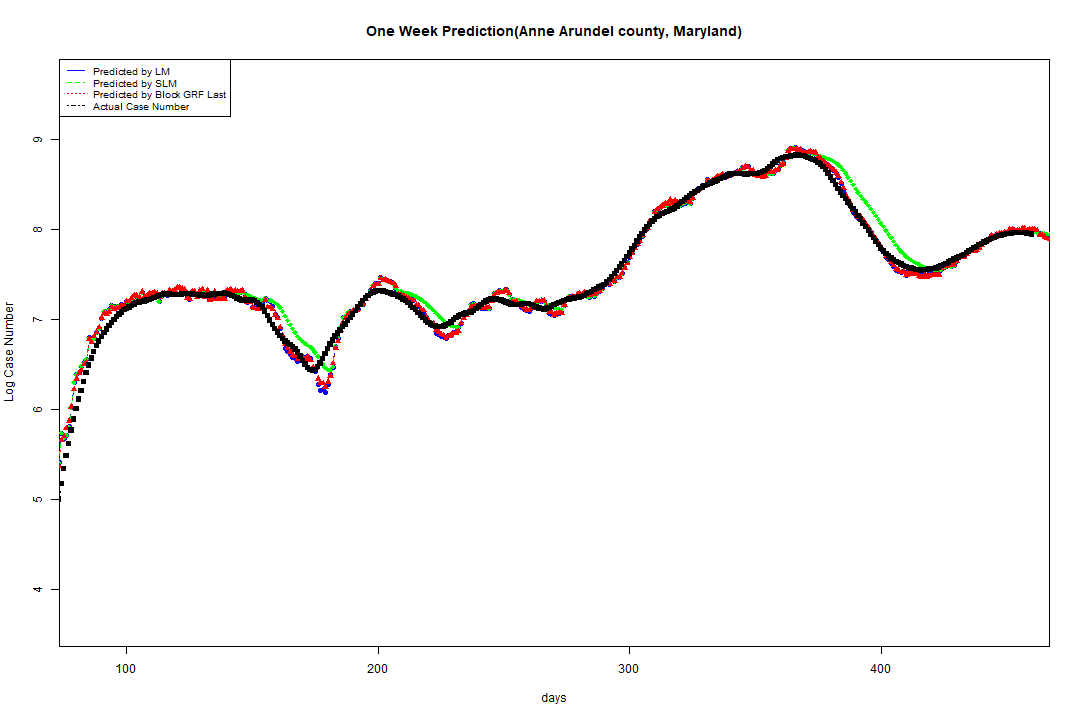 One Week Prediction(Anne Arundel county, Maryland)
Predicted by LM
Predicted by SLM
Predicted by Block GRF Last
Actual Case Number
9
8
7
6
5
4
Log Case Number
100 200 300 400
days